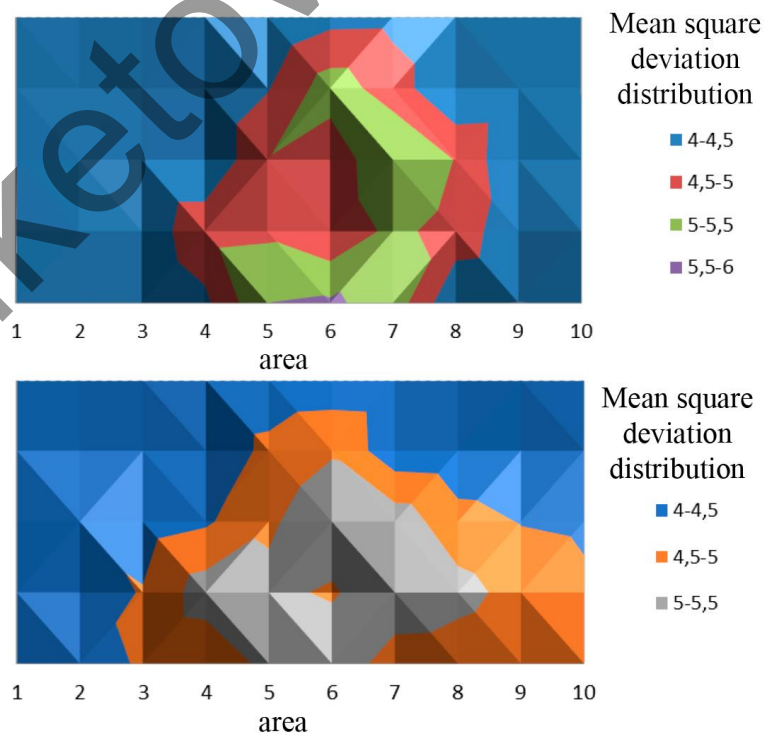 Mean square
deviation
distribution
4-4,5
4,5-5
5-5,5
5,5-6
1 2 3 4 5 6 7 8 9 10
area
Mean square
deviation
distribution
4-4,5
4,5-5
5-5,5
1 2 3 4 5 6 7 8 9 10
area